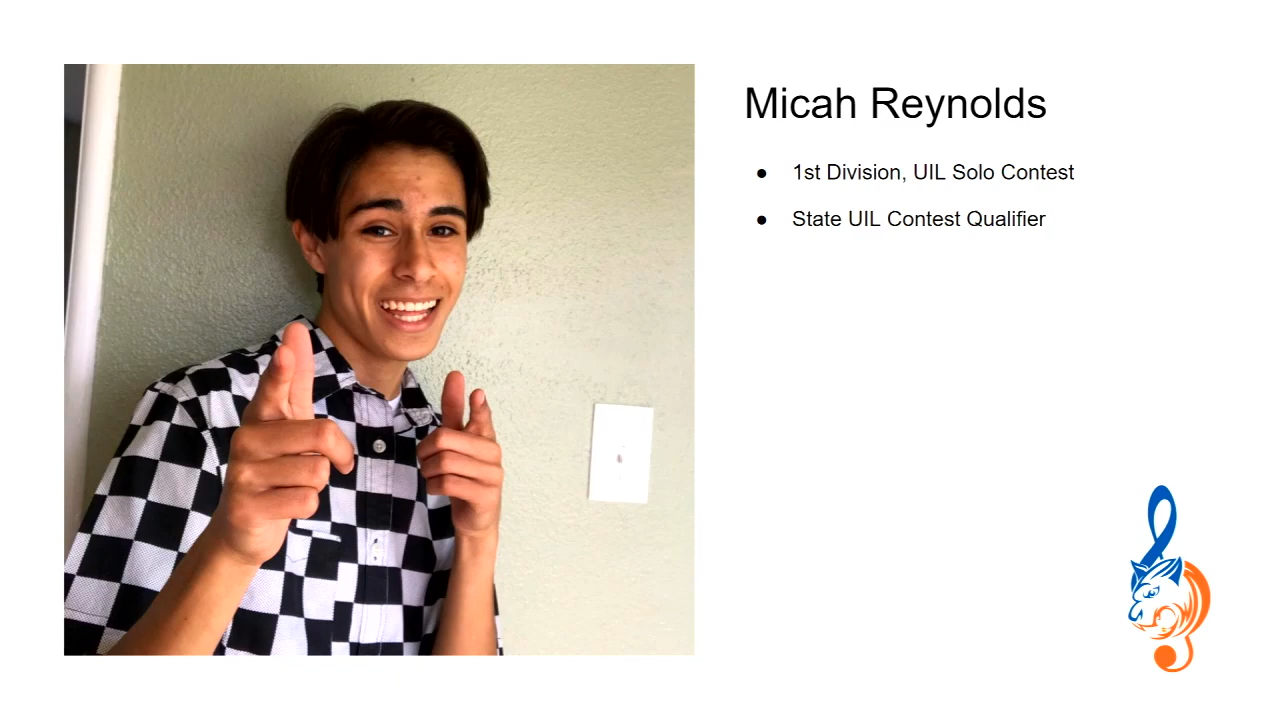 Micah Reynolds
● 1st Division, UIL Solo Contest
● State UIL Contest Qualifier